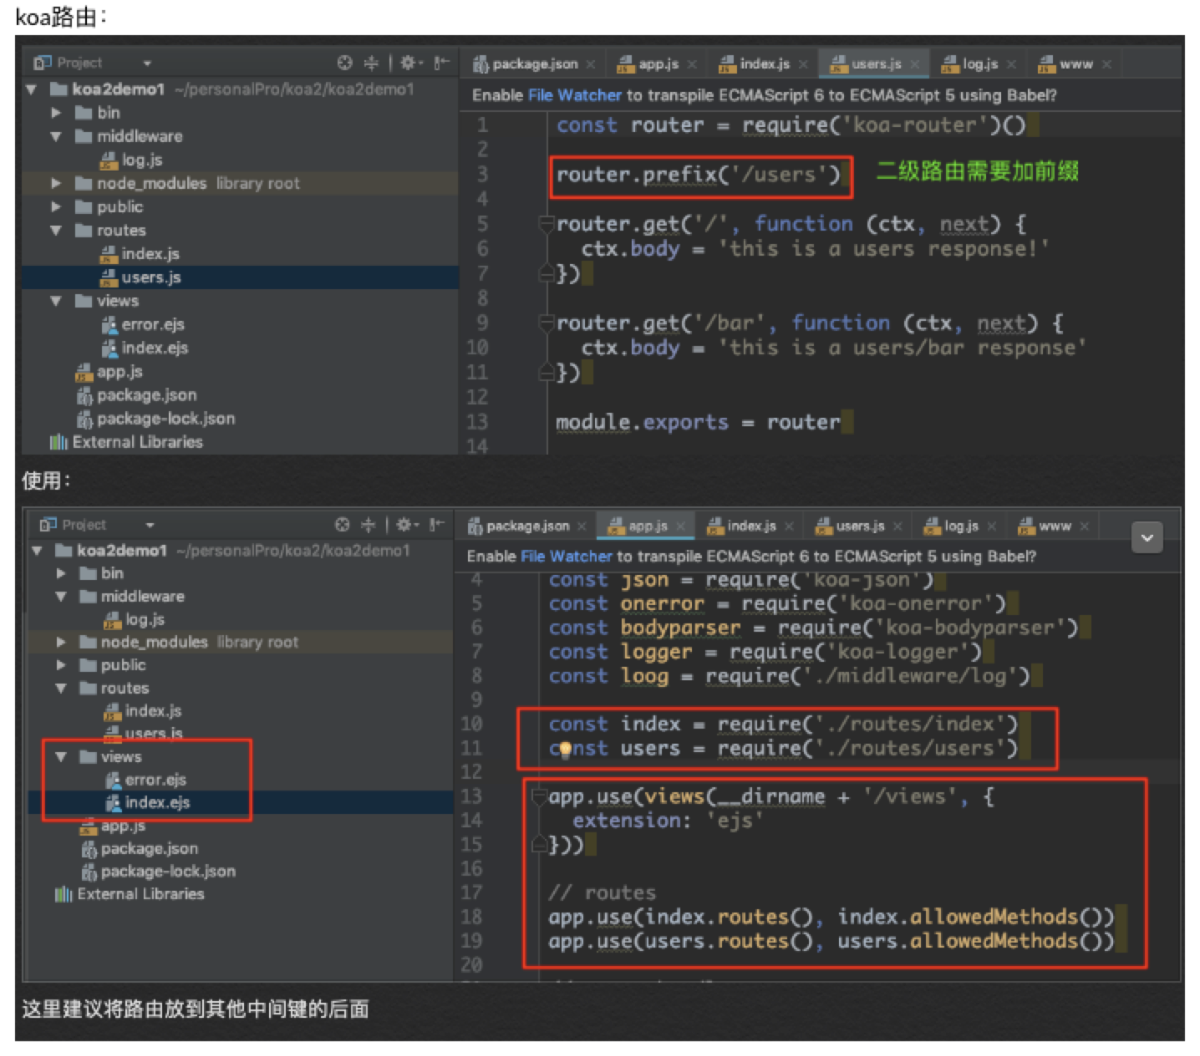 koa路由：
Project
koa2demo1 ~/personalPro/koa2/koa2demo1
bin
middleware
log.js
node_modules library root
public
routes
index.js
users.js
views
error.ejs
index.ejs
app.js
package.json
package-lock.json
External Libraries
package.json × app.js × index.js × users.js × log.js × www ×
Enable File Watcher to transpile ECMAScript 6 to ECMAScript 5 using Babel?
1 const router = require('koa-router')()
2
3 router.prefix('/users') 二级路由需要加前缀
4
5 router.get('/', function (ctx, next) {
6 ctx.body = 'this is a users response!'
7 })
8
9 router.get('/bar', function (ctx, next) {
10 ctx.body = 'this is a users/bar response'
11 })
12
13 module.exports = router
14
使用：
Project
koa2demo1 ~/personalPro/koa2/koa2demo1
bin
middleware
log.js
node_modules library root
public
routes
index.js
users.js
views
error.ejs
index.ejs
app.js
package.json
package-lock.json
External Libraries
package.json × app.js × index.js × users.js × log.js × www ×
Enable File Watcher to transpile ECMAScript 6 to ECMAScript 5 using Babel?
4 const json = require('koa-json')
5 const onerror = require('koa-onerror')
6 const bodyparser = require('koa-bodyparser')
7 const logger = require('koa-logger')
8 const loog = require('./middleware/log')
9
10 const index = require('./routes/index')
11 const users = require('./routes/users')
12
13 app.use(views(__dirname + '/views', {
14 extension: 'ejs'
15 }))
16
17 // routes
18 app.use(index.routes(), index.allowedMethods())
19 app.use(users.routes(), users.allowedMethods())
20
这里建议将路由放到其他中间键的后面